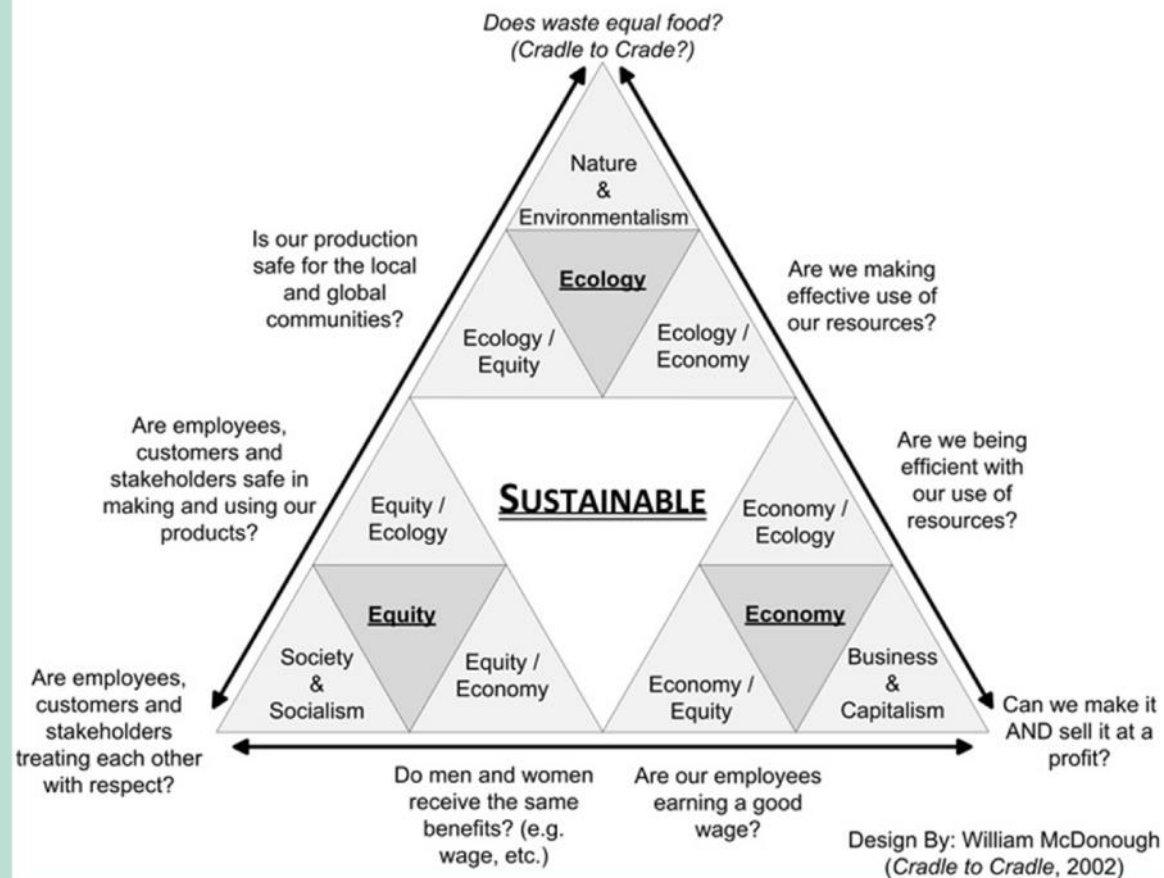 Does waste equal food?
(Cradle to Crade?)
Nature
&
Environmentalism
Is our production
safe for the local
and global
communities?
Ecology
Are we making
effective use of
our resources?
Ecology /
Equity
Ecology /
Economy
Are employees,
customers and
stakeholders safe in
making and using our
products?
Equity /
Ecology
SUSTAINABLE
Economy /
Ecology
Are we being
efficient with
our use of
resources?
Equity
Economy
Society
&
Socialism
Equity /
Economy
Economy /
Equity
Business
&
Capitalism
Are employees,
customers and
stakeholders
treating each other
with respect?
Can we make it
AND sell it at a
profit?
Do men and women
receive the same
benefits? (e.g.
wage, etc.)
Are our employees
earning a good
wage?
Design By: William McDonough
(Cradle to Cradle, 2002)